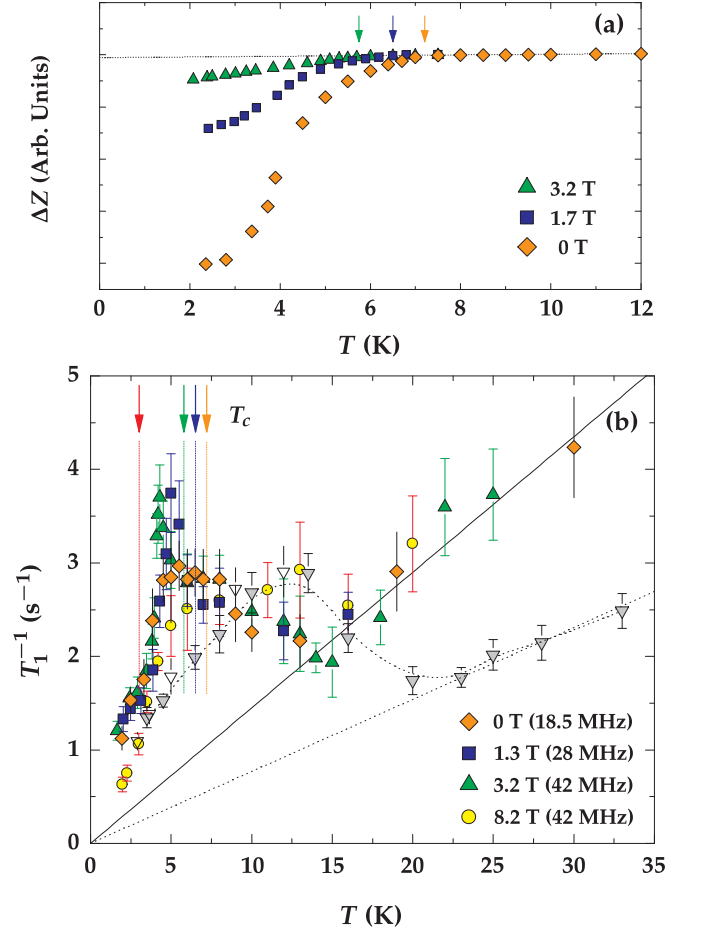 (a)
ΔZ (Arb. Units)
3.2 T
1.7 T
0 T
0 2 4 6 8 10 12
T (K)
5
(b)
T_c
4
3
T₁⁻¹ (s⁻¹)
2
0 T (18.5 MHz)
1.3 T (28 MHz)
1
3.2 T (42 MHz)
8.2 T (42 MHz)
0
0 5 10 15 20 25 30 35
T (K)